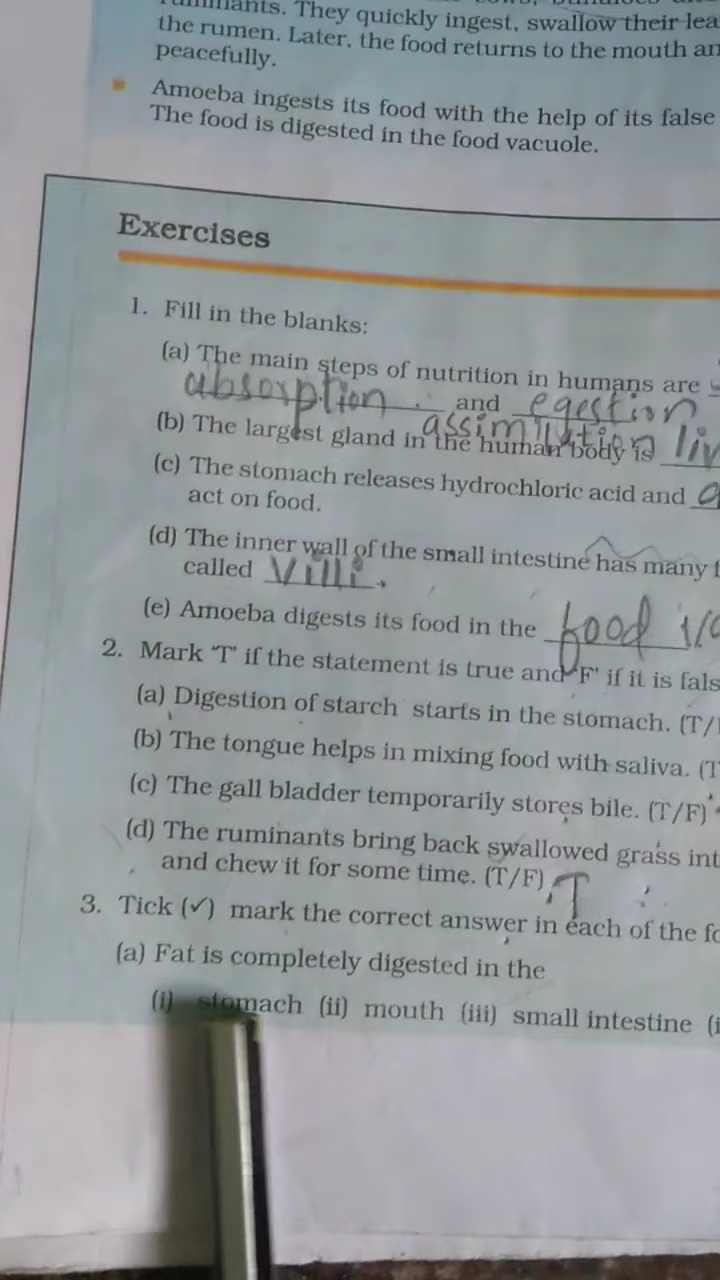 They quickly ingest, swallow their
the rumen. Later, the food returns to the mouth
peacefully.
Amoeba ingests its food with the help of its false
The food is digested in the food vacuole.
Exercises
1. Fill in the blanks:
(a) The main steps of nutrition in humans are
absorption and egestion
assimilation
(b) The largest gland in the human body is
(c) The stomach releases hydrochloric acid and
act on food.
(d) The inner wall of the small intestine has many
called Villi.
(e) Amoeba digests its food in the food
2. Mark 'T' if the statement is true and 'F' if it is
(a) Digestion of starch starts in the stomach. (T/
(b) The tongue helps in mixing food with saliva. (T
(c) The gall bladder temporarily stores bile. (T/F)
(d) The ruminants bring back swallowed grass
and chew it for some time. (T/F) T
3. Tick (✓) mark the correct answer in each of the
(a) Fat is completely digested in the
(i) stomach (ii) mouth (iii) small intestine